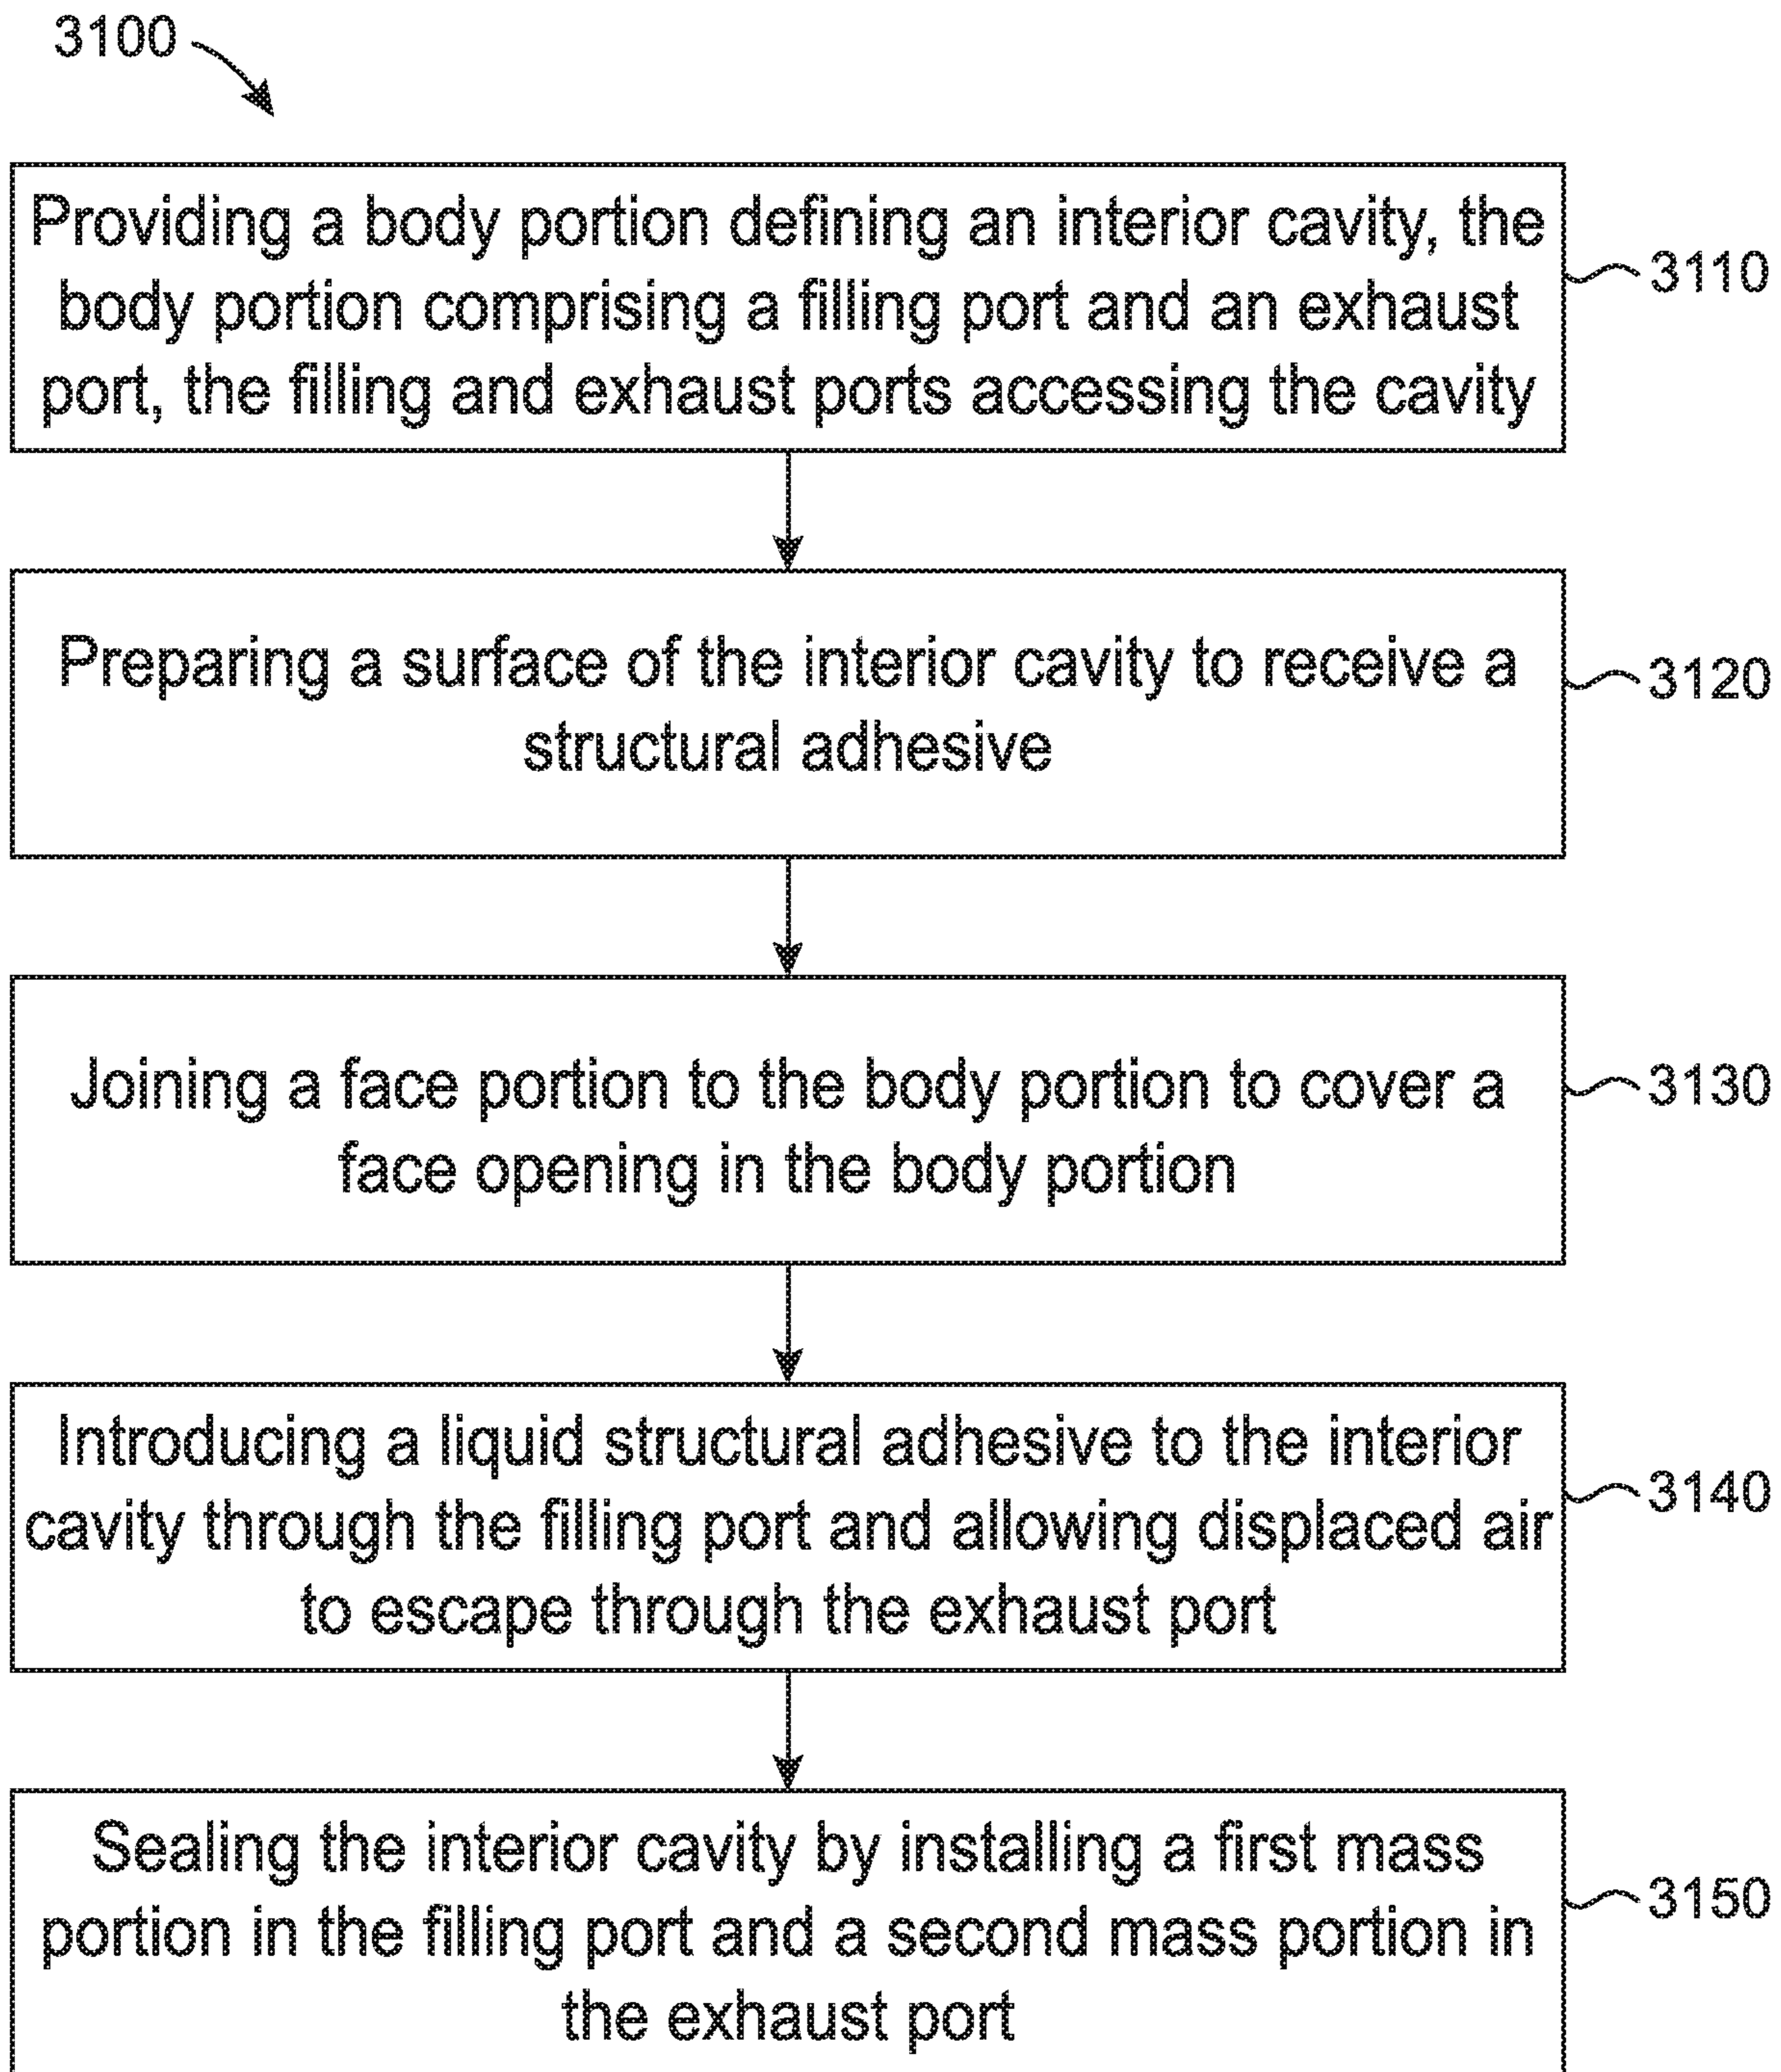 3100
Providing a body portion defining an interior cavity, the
body portion comprising a filling port and an exhaust
port, the filling and exhaust ports accessing the cavity
3110
Preparing a surface of the interior cavity to receive a
structural adhesive
3120
Joining a face portion to the body portion to cover a
face opening in the body portion
3130
Introducing a liquid structural adhesive to the interior
cavity through the filling port and allowing displaced air
to escape through the exhaust port
3140
Sealing the interior cavity by installing a first mass
portion in the filling port and a second mass portion in
the exhaust port
3150